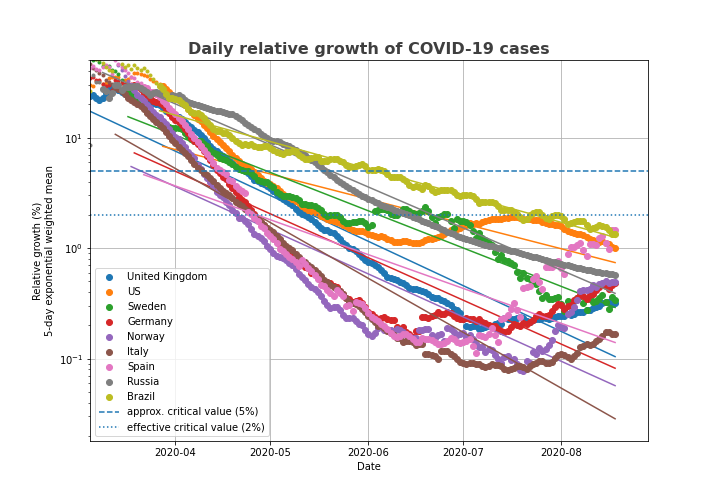 Daily relative growth of COVID-19 cases
Relative growth (%)
5-day exponential weighted mean
10¹
10⁰
10⁻¹
United Kingdom
US
Sweden
Germany
Norway
Italy
Spain
Russia
Brazil
approx. critical value (5%)
effective critical value (2%)
2020-04 2020-05 2020-06 2020-07 2020-08
Date